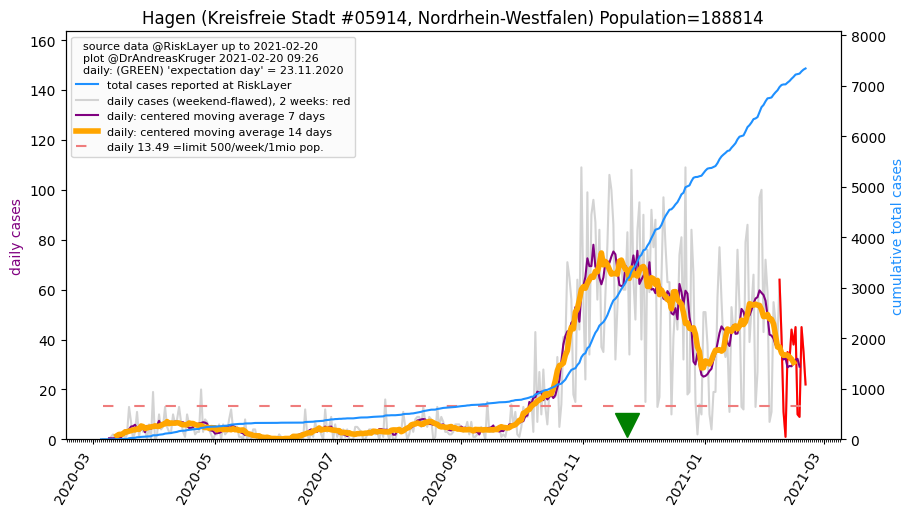 Hagen (Kreisfreie Stadt #05914, Nordrhein-Westfalen) Population=188814
source data @RiskLayer up to 2021-02-20
plot @DrAndreasKruger 2021-02-20 09:26
daily: (GREEN) 'expectation day' = 23.11.2020
total cases reported at RiskLayer
daily cases (weekend-flawed), 2 weeks: red
daily: centered moving average 7 days
daily: centered moving average 14 days
daily 13.49 =limit 500/week/1mio pop.
daily cases
160
140
120
100
80
60
40
20
0
cumulative total cases
8000
7000
6000
5000
4000
3000
2000
1000
0
2020-03
2020-05
2020-07
2020-09
2020-11
2021-01
2021-03